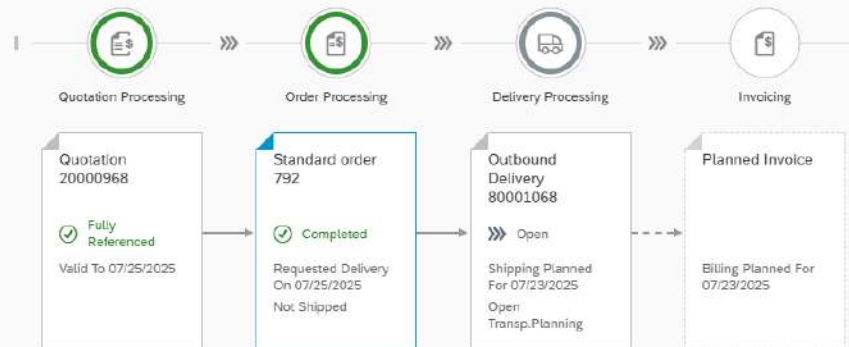 Quotation Processing
Order Processing
Delivery Processing
Invoicing
Quotation
20000968
Fully
Referenced
Valid To 07/25/2025
Standard order
792
Completed
Requested Delivery
On 07/25/2025
Not Shipped
Outbound
Delivery
80001068
Open
Shipping Planned
For 07/23/2025
Open
Transp.Planning
Planned Invoice
Billing Planned For
07/23/2025